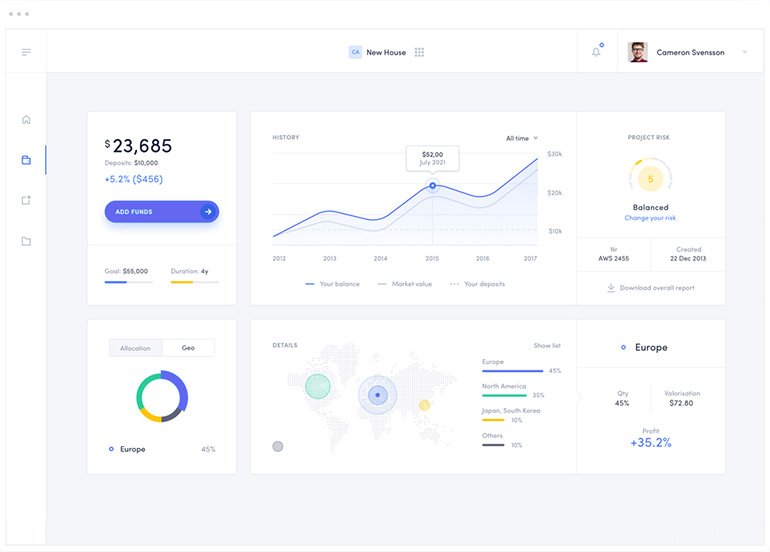 CA New House
Cameron Svensson
$23,685
Deposits: $10,000
+5.2% ($456)
ADD FUNDS
Goal: $55,000
Duration: 4y
HISTORY
All time
$52,00
July 2021
$30k
$20k
$10k
2012 2013 2014 2015 2016 2017
Your balance
Market value
Your deposits
PROJECT RISK
5
Balanced
Change your risk
Nr
AWS 2455
Created
22 Dec 2013
Download overall report
Allocation
Geo
Europe 45%
DETAILS
Show list
Europe
45%
North America
35%
Japan, South Korea
10%
Others
10%
Europe
Qty
45%
Valorisation
$72.80
Profit
+35.2%